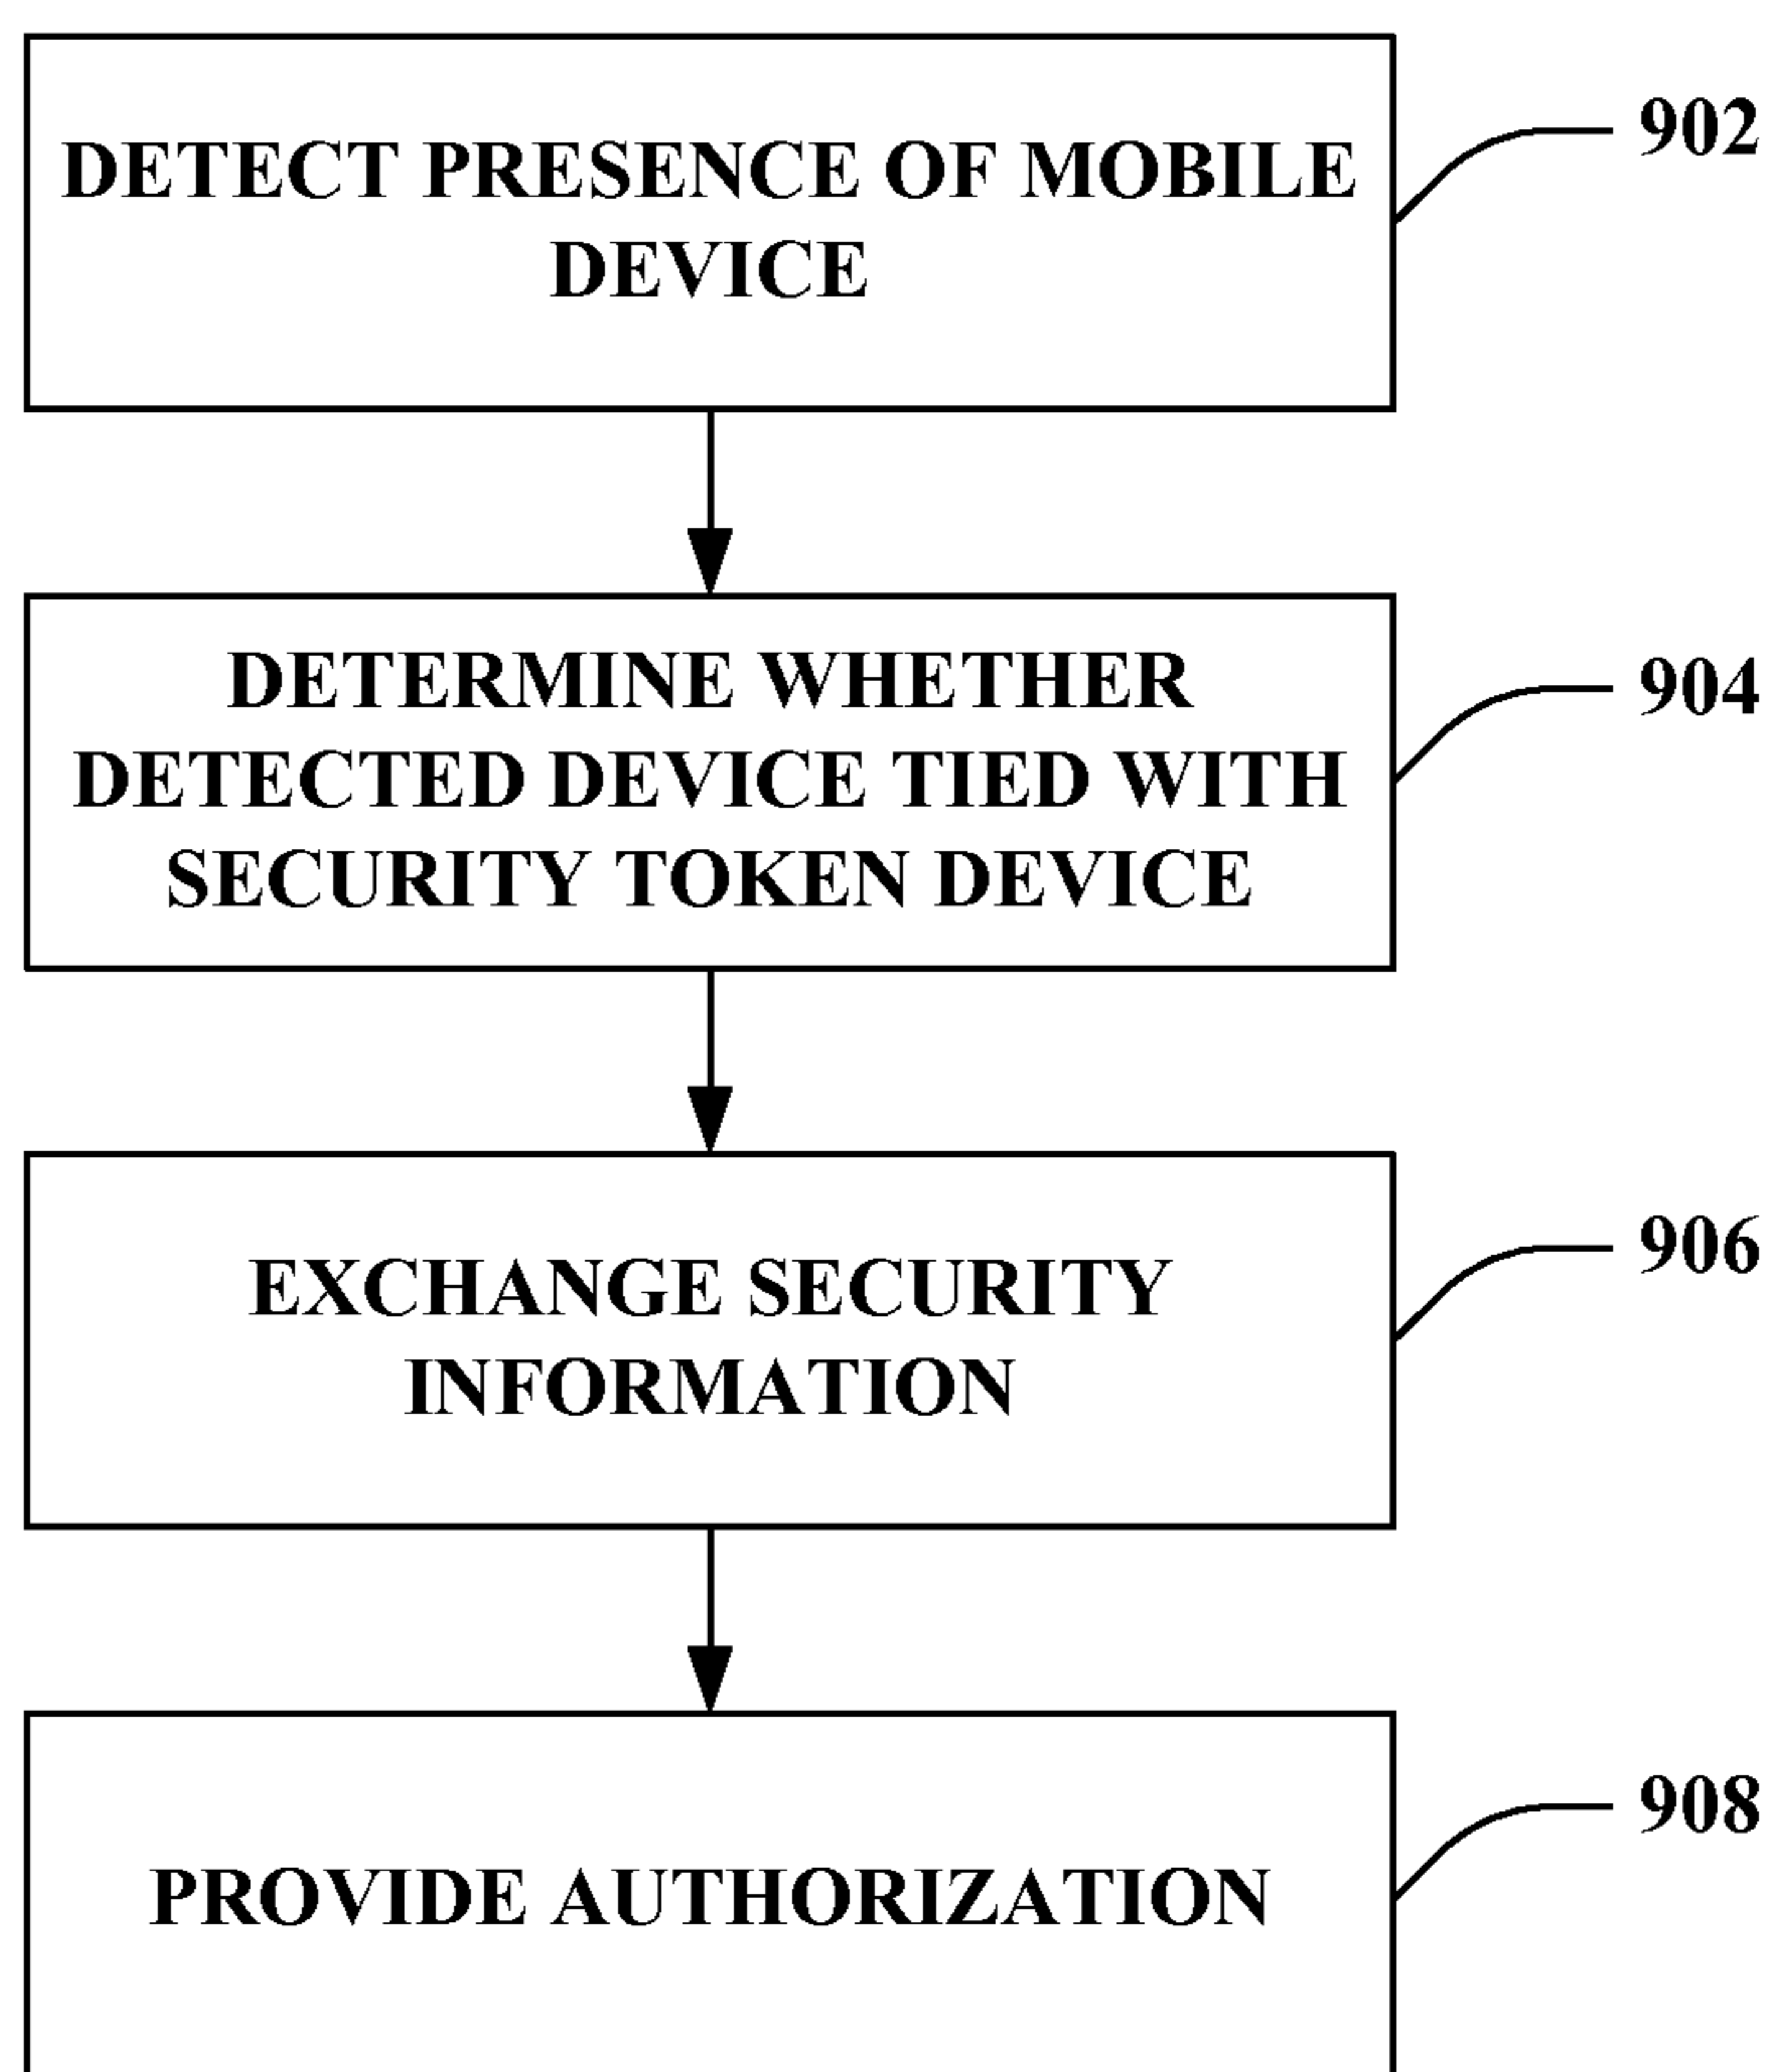 DETECT PRESENCE OF MOBILE
DEVICE
902
DETERMINE WHETHER
DETECTED DEVICE TIED WITH
SECURITY TOKEN DEVICE
904
EXCHANGE SECURITY
INFORMATION
906
PROVIDE AUTHORIZATION
908